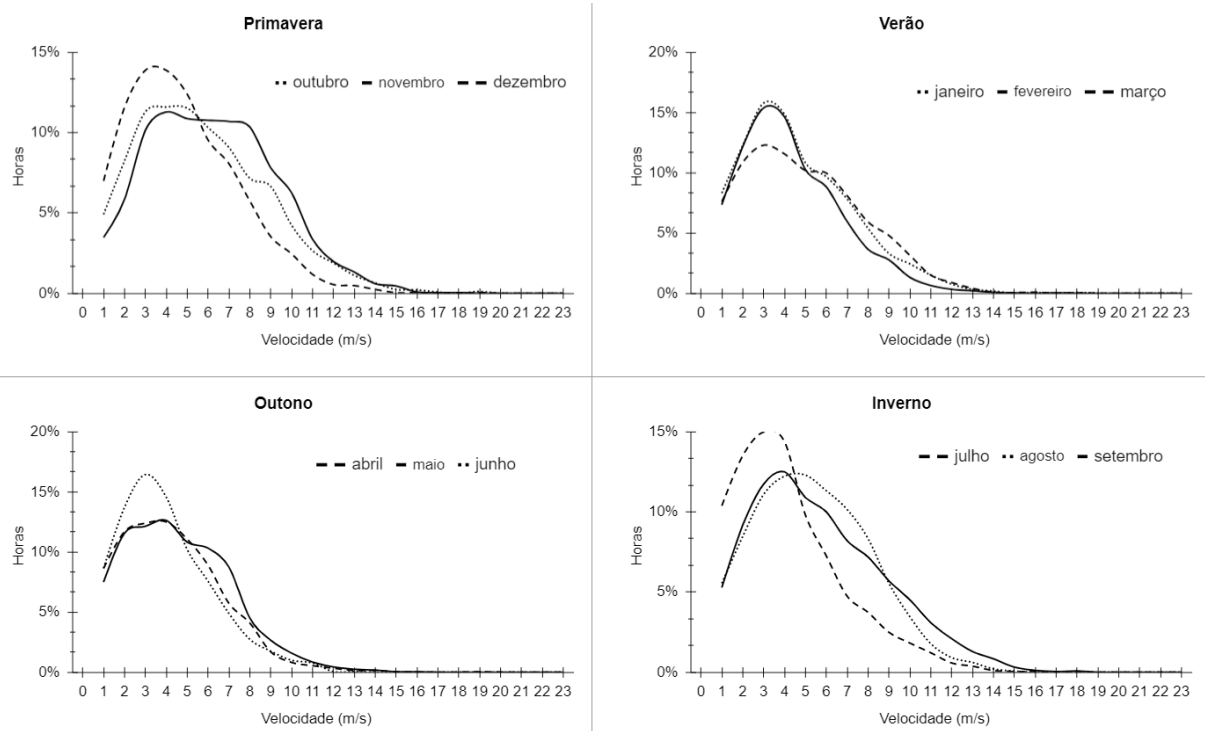 Primavera
15%
outubro novembro dezembro
10%
Horas
5%
0%
0 1 2 3 4 5 6 7 8 9 10 11 12 13 14 15 16 17 18 19 20 21 22 23
Velocidade (m/s)
Verão
20%
janeiro fevereiro março
15%
Horas
10%
5%
0%
0 1 2 3 4 5 6 7 8 9 10 11 12 13 14 15 16 17 18 19 20 21 22 23
Velocidade (m/s)
Outono
20%
abril maio junho
15%
Horas
10%
5%
0%
0 1 2 3 4 5 6 7 8 9 10 11 12 13 14 15 16 17 18 19 20 21 22 23
Velocidade (m/s)
Inverno
15%
julho agosto setembro
10%
Horas
5%
0%
0 1 2 3 4 5 6 7 8 9 10 11 12 13 14 15 16 17 18 19 20 21 22 23
Velocidade (m/s)